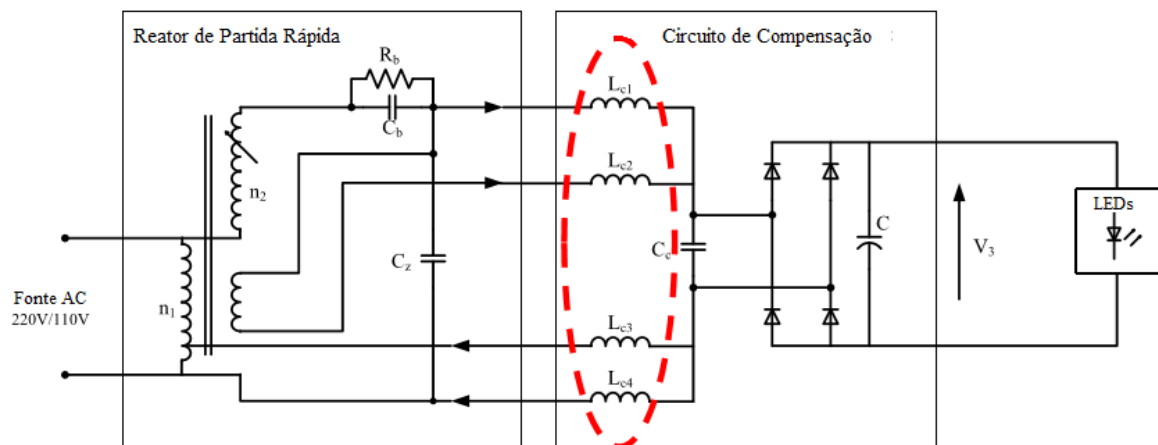 Reator de Partida Rápida
Circuito de Compensação :
Rb
Cb
n2
n1
Cz
Fonte AC
220V/110V
Lc1
Lc2
Cc
Lc3
Lc4
C
V3
LEDs